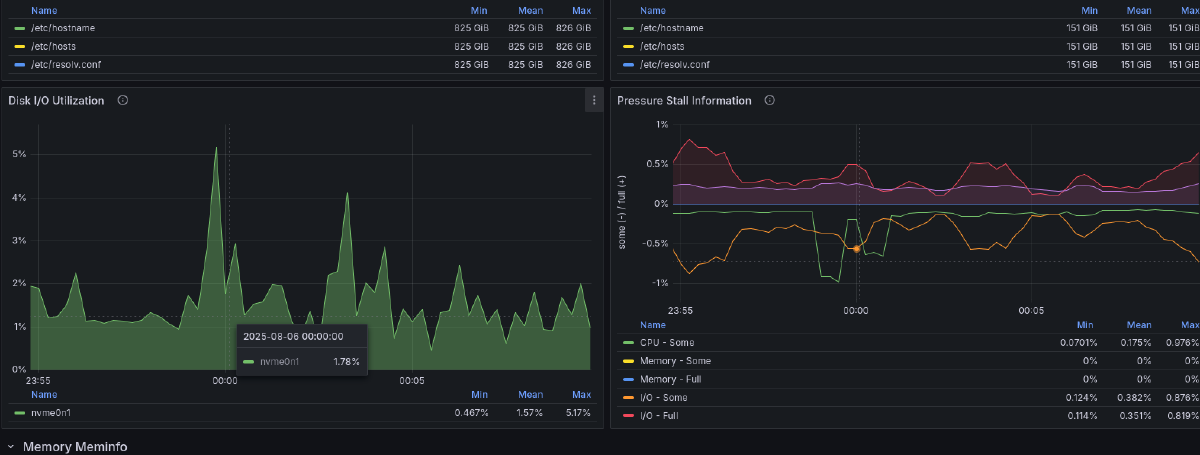 Name Min Mean Max
/etc/hostname 825 GiB 825 GiB 826 GiB
/etc/hosts 825 GiB 825 GiB 826 GiB
/etc/resolv.conf 825 GiB 825 GiB 826 GiB
Name Min Mean Max
/etc/hostname 151 GiB 151 GiB 151 GiB
/etc/hosts 151 GiB 151 GiB 151 GiB
/etc/resolv.conf 151 GiB 151 GiB 151 GiB
Disk I/O Utilization
5%
4%
3%
2%
1%
0%
23:55 00:00 00:05
2025-08-06 00:00:00
nvme0n1 1.78%
Name Min Mean Max
nvme0n1 0.467% 1.57% 5.17%
Pressure Stall Information
some (-) / full (+)
1%
0.5%
0%
-0.5%
-1%
23:55 00:00 00:05
Name Min Mean Max
CPU - Some 0.0701% 0.175% 0.976%
Memory - Some 0% 0% 0%
Memory - Full 0% 0% 0%
I/O - Some 0.124% 0.382% 0.876%
I/O - Full 0.114% 0.351% 0.819%
Memory Meminfo